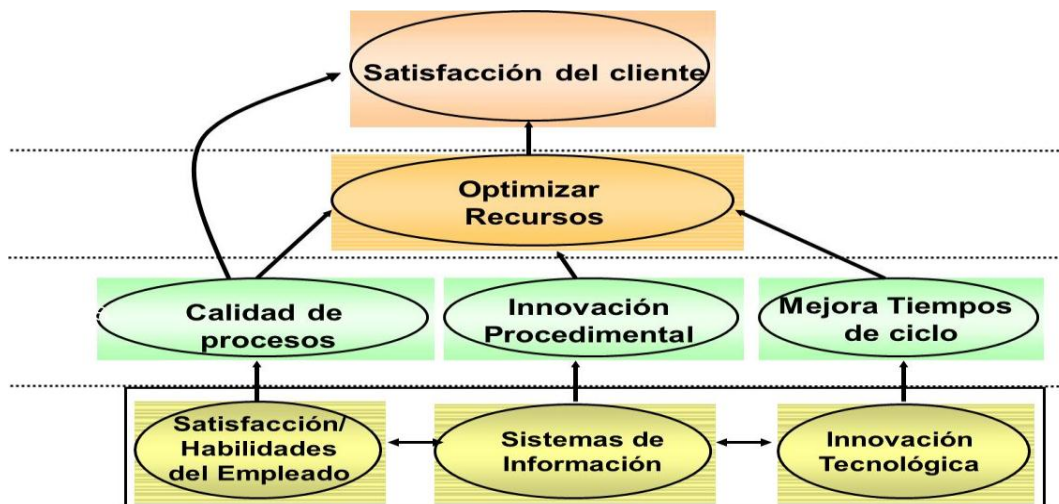 Satisfacción del cliente
Optimizar
Recursos
Calidad de
procesos
Innovación
Procedimental
Mejora Tiempos
de ciclo
Satisfacción/
Habilidades
del Empleado
Sistemas de
Información
Innovación
Tecnológica